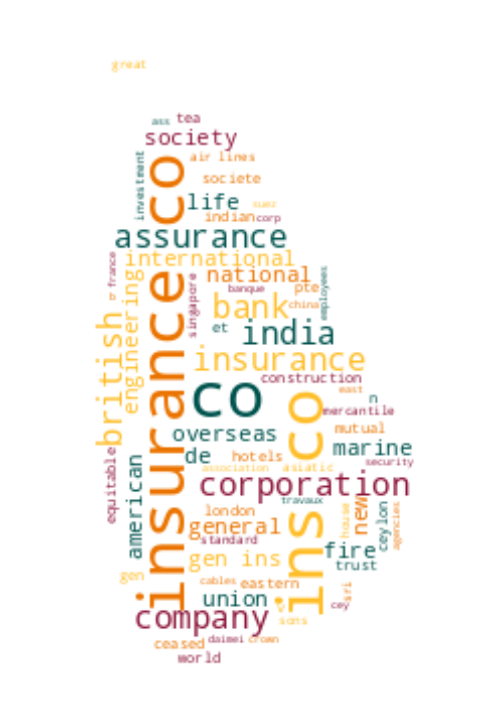 great
ass
tea
society
investment
insurance co
air lines
societe
life
suez
indian
corp
assurance
france
international
engineering
national
singapore
banque
pte
employees
bank
china
british
et
india
insurance
construction
co
east
n
ins co
mercantile
overseas
mutual
equitable
american
de
hotels
marine
association
asiatic
security
corporation
travaux
london
new
house
ceylon
agencies
general
standard
fire
gen ins
trust
gen
cables
eastern
sri
union
cey
company
sons
daimei
crown
ceased
world